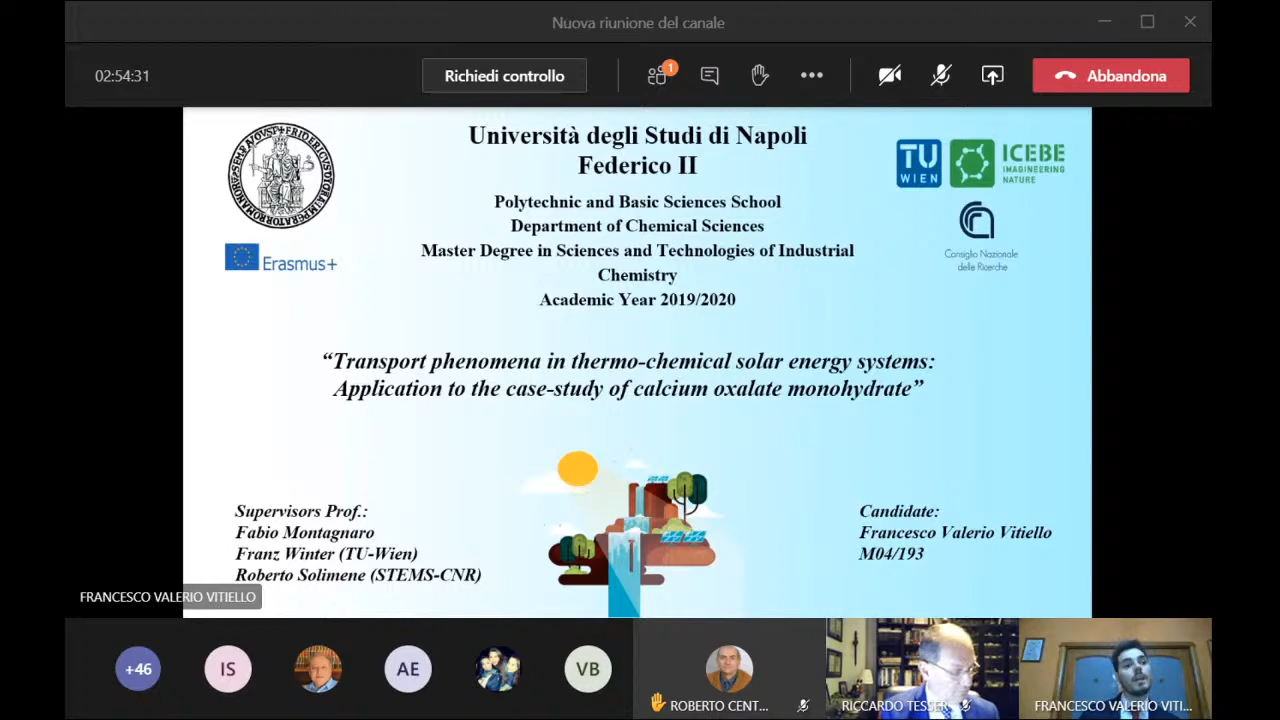 Nuova riunione del canale
02:54:31
Richiedi controllo
1
Abbandona
Università degli Studi di Napoli
Federico II
Polytechnic and Basic Sciences School
Department of Chemical Sciences
Master Degree in Sciences and Technologies of Industrial
Chemistry
Academic Year 2019/2020
Erasmus+
TU
WIEN
ICEBE
IMAGINEERING
NATURE
Consiglio Nazionale
delle Ricerche
“Transport phenomena in thermo-chemical solar energy systems:
Application to the case-study of calcium oxalate monohydrate”
Supervisors Prof.:
Fabio Montagnaro
Franz Winter (TU-Wien)
Roberto Solimene (STEMS-CNR)
Candidate:
Francesco Valerio Vitiello
M04/193
FRANCESCO VALERIO VITIELLO
+46
IS
AE
VB
ROBERTO CENT...
RICCARDO TESSER
FRANCESCO VALERIO VITI...